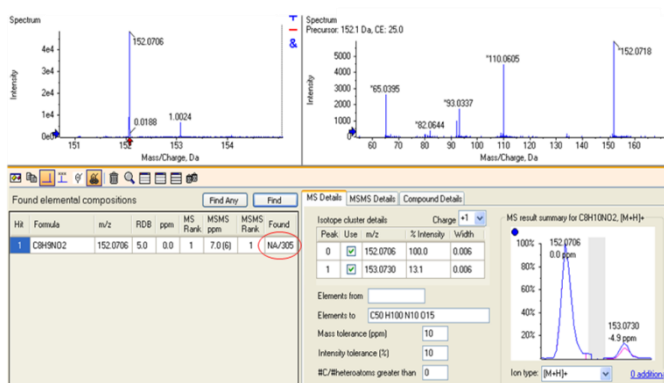 Spectrum
4e4
3e4
2e4
1e4
0e0
152.0706
0.0188
1.0024
151
152
153
154
Intensity
Mass/Charge, Da
Spectrum
Precursor: 152.1 Da, CE: 25.0
5000
4000
3000
2000
1000
0
*65.0395
*82.0644
*93.0337
*110.0605
*152.0718
60
70
80
90
100
110
120
130
140
150
160
Intensity
Mass/Charge, Da
Found elemental compositions
Find Any
Find
Hit Formula m/z RDB ppm MS Rank MSMS ppm MSMS Rank Found
1 C8H9NO2 152.0706 5.0 0.0 1 7.0 (6) 1 NA/305
MS Details MSMS Details Compound Details
Isotope cluster details Charge +1
Peak Use m/z % Intensity Width
0 152.0706 100.0 0.006
1 153.0730 13.1 0.006
Elements from
Elements to C50 H100 N10 O15
Mass tolerance (ppm) 10
Intensity tolerance (%) 10
#C/#heteroatoms greater than 0
MS result summary for C8H10NO2, [M+H]+
100%
80%
60%
40%
20%
152.0706
0.0 ppm
153.0730
-4.9 ppm
Ion type: [M+H]+
0 additiona